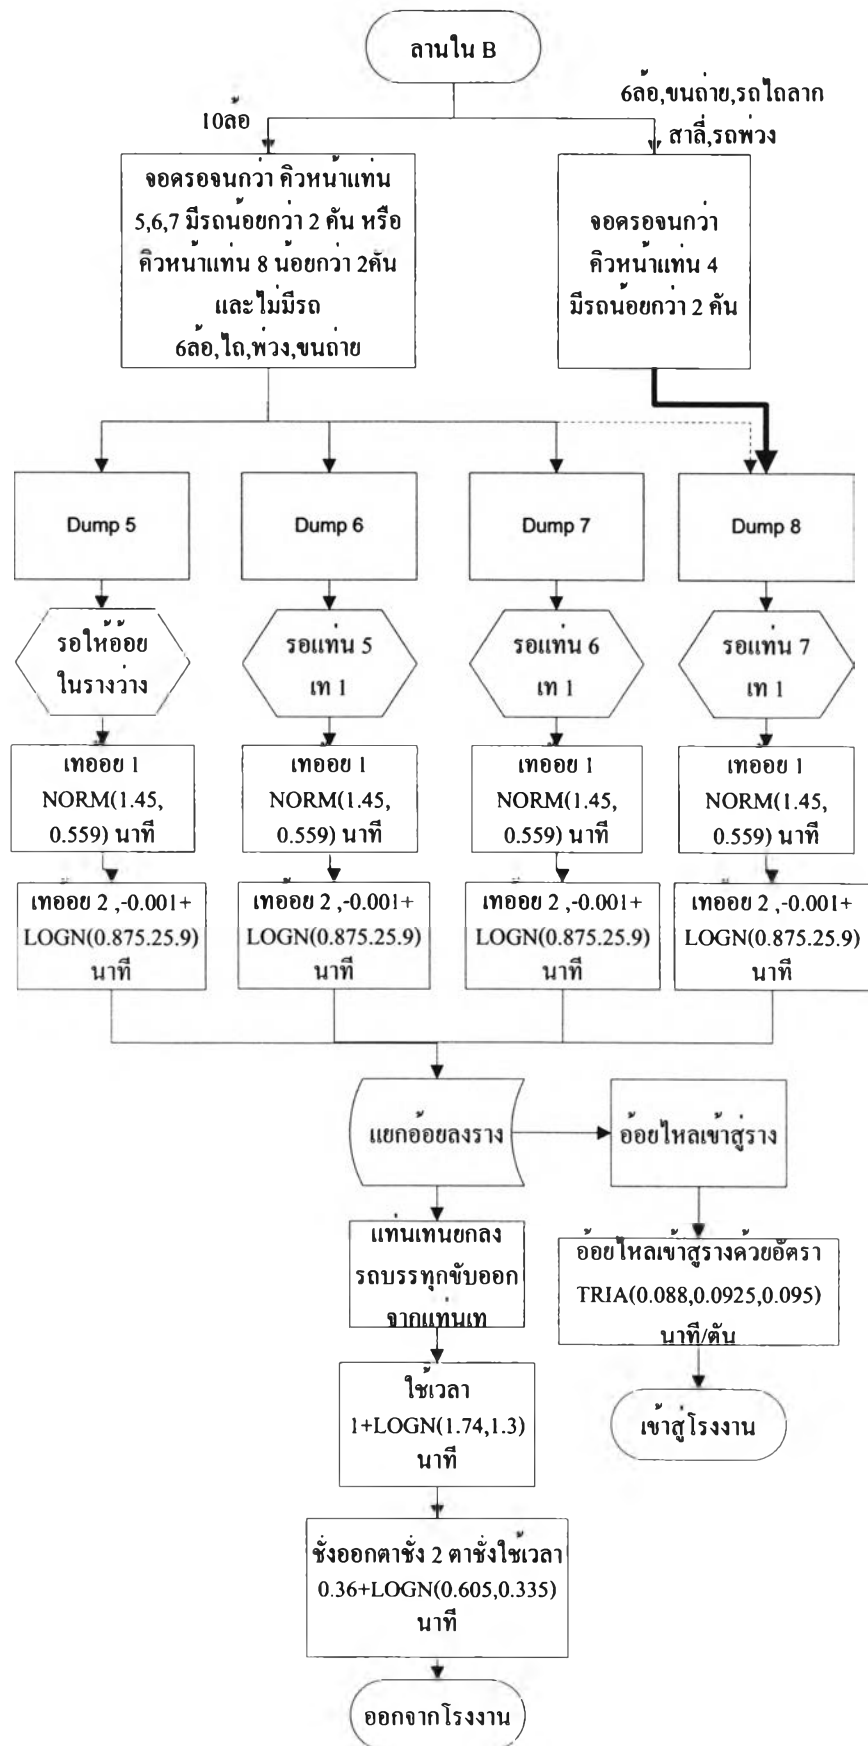 ลานใน B
10ล้อ
6ล้อ,ขนถ่าย,รถไถลาก
สาลี่,รถพ่วง
จอดรอจนกว่า คิวหน้าแท่น
5,6,7 มีรถน้อยกว่า 2 คัน หรือ
คิวหน้าแท่น 8 น้อยกว่า 2คัน
และไม่มีรถ
6ล้อ,ไถ,พ่วง,ขนถ่าย
จอดรอจนกว่า
คิวหน้าแท่น 4
มีรถน้อยกว่า 2 คัน
Dump 5
Dump 6
Dump 7
Dump 8
รอให้อ้อย
ในรางว่าง
รอแท่น 5
เท 1
รอแท่น 6
เท 1
รอแท่น 7
เท 1
เทออย 1
NORM(1.45,
0.559) นาที
เทออย 1
NORM(1.45,
0.559) นาที
เทออย 1
NORM(1.45,
0.559) นาที
เทออย 1
NORM(1.45,
0.559) นาที
เทอ้อย 2 ,-0.001+
LOGN(0.875.25.9)
นาที
เทอ้อย 2 ,-0.001+
LOGN(0.875.25.9)
นาที
เทอ้อย 2 ,-0.001+
LOGN(0.875.25.9)
นาที
เทอ้อย 2 ,-0.001+
LOGN(0.875.25.9)
นาที
แยกอ้อยลงราง
อ้อยไหลเข้าสู่ราง
แท่นเทนยกลง
รถบรรทุกขับออก
จากแท่นเท
อ้อยไหลเข้าสูรางด้วยอัตรา
TRIA(0.088,0.0925,0.095)
นาที/ตัน
ใช้เวลา
1+LOGN(1.74,1.3)
นาที
เข้าสู่โรงงาน
ชั่งออกตาชั่ง 2 ตาชั่งใช้เวลา
0.36+LOGN(0.605,0.335)
นาที
ออกจากโรงงาน